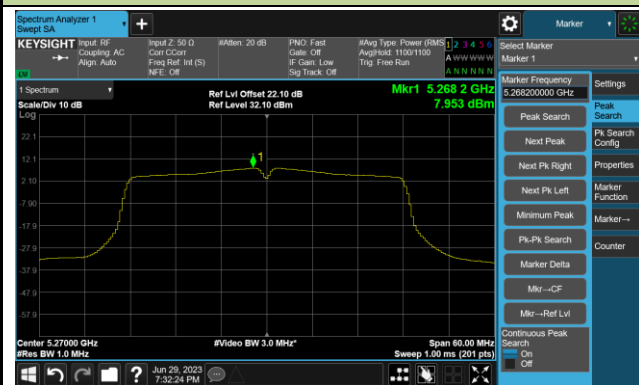 Spectrum Analyzer 1
Swept SA
+
Marker
KEYSIGHT
Input: RF
Coupling: AC
Align: Auto
Input Z: 50 Ω
Corr CCorr
Freq Ref: Int (S)
NFE: Off
#Atten: 20 dB
PNO: Fast
Gate: Off
IF Gain: Low
Sig Track: Off
#Avg Type: Power (RMS
Avg|Hold: 1100/1100
Trig: Free Run
1 2 3 4 5 6
A W W W W W
A N N N N N
Select Marker
Marker 1
1 Spectrum
Scale/Div 10 dB
Log
Ref Lvl Offset 22.10 dB
Ref Level 32.10 dBm
Mkr1 5.268 2 GHz
7.953 dBm
22.1
12.1
2.10
-7.90
-17.9
-27.9
-37.9
-47.9
-57.9
1
Center 5.27000 GHz
#Res BW 1.0 MHz
#Video BW 3.0 MHz*
Span 60.00 MHz
Sweep 1.00 ms (201 pts)
Marker Frequency
5.268200000 GHz
Peak Search
Next Peak
Next Pk Right
Next Pk Left
Minimum Peak
Pk-Pk Search
Marker Delta
Mkr→CF
Mkr→Ref Lvl
Continuous Peak
Search
On
Off
Settings
Peak
Search
Pk Search
Config
Properties
Marker
Function
Marker→
Counter
?
Jun 29, 2023
7:32:24 PM